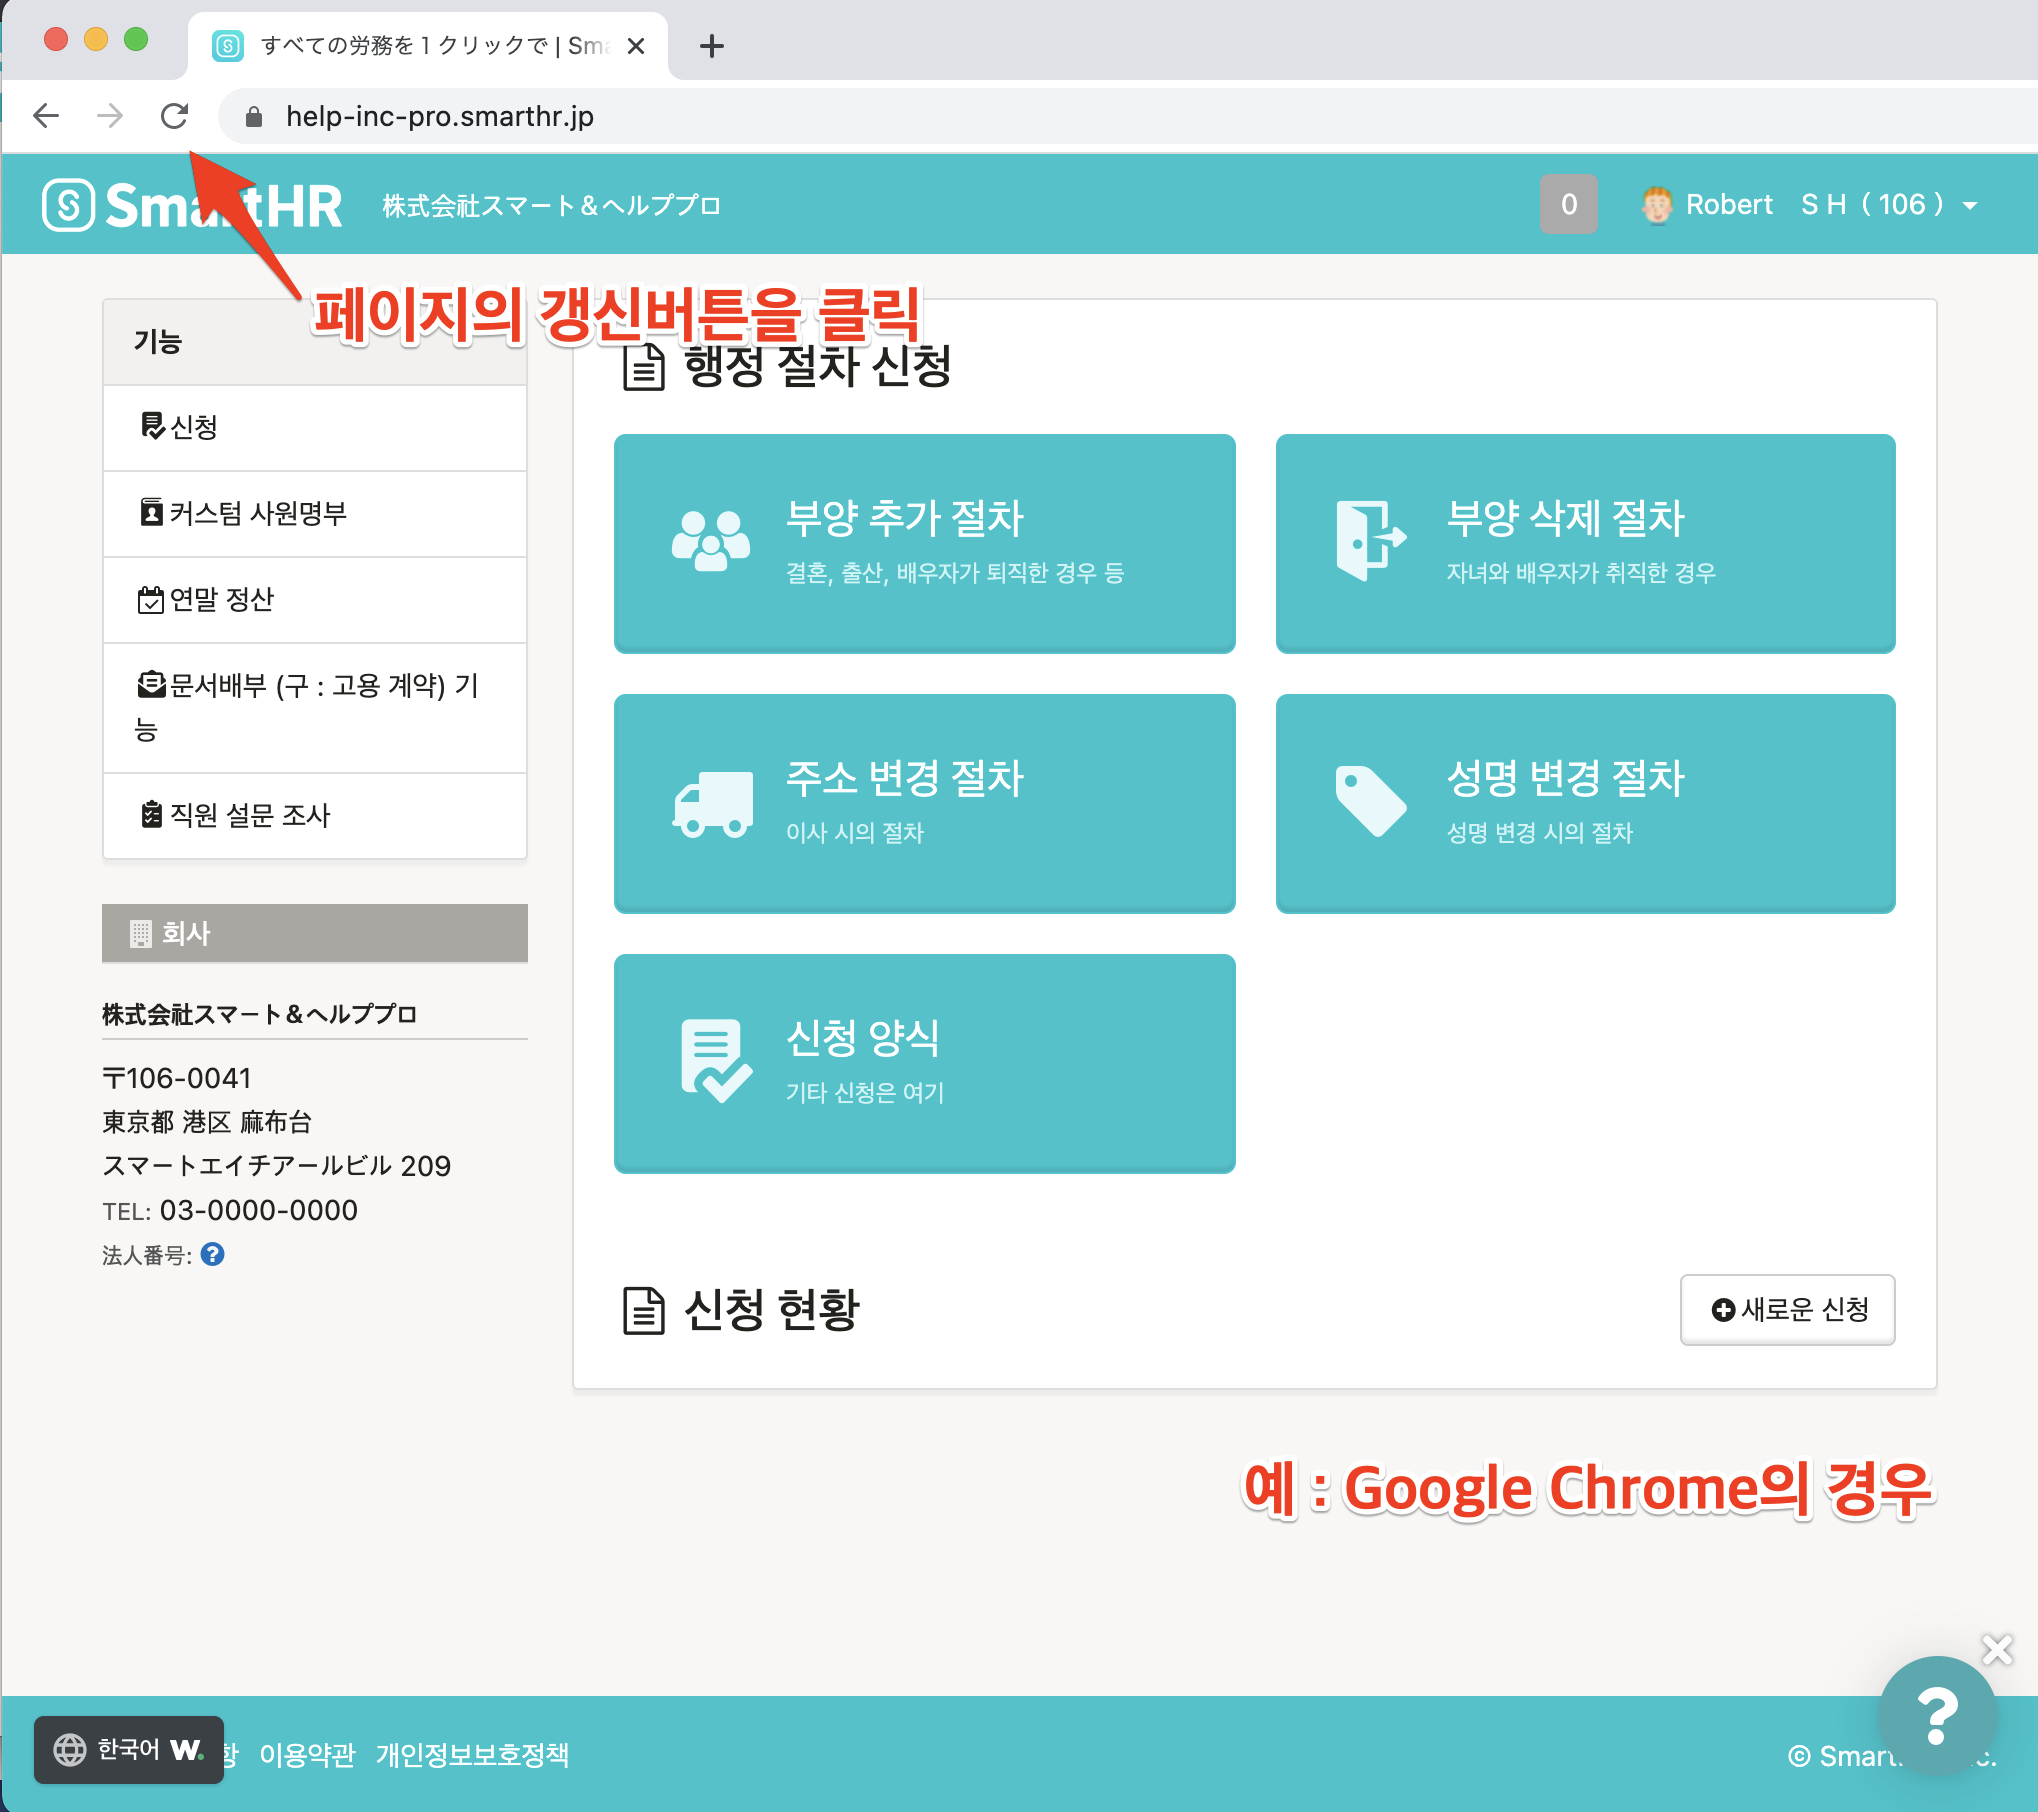 すべての労務を1クリックで | Sma
help-inc-pro.smarthr.jp
SmartHR
株式会社スマート＆ヘルププロ
0
Robert S H ( 106 )
페이지의 갱신버튼을 클릭
기능
신청
커스텀 사원명부
연말 정산
문서배부 (구 : 고용 계약) 기
능
직원 설문 조사
회사
株式会社スマート＆ヘルププロ
〒106-0041
東京都 港区 麻布台
スマートエイチアールビル 209
TEL: 03-0000-0000
法人番号:
행정 절차 신청
부양 추가 절차
결혼, 출산, 배우자가 퇴직한 경우 등
부양 삭제 절차
자녀와 배우자가 취직한 경우
주소 변경 절차
이사 시의 절차
성명 변경 절차
성명 변경 시의 절차
신청 양식
기타 신청은 여기
신청 현황
새로운 신청
예 : Google Chrome의 경우
한국어 W.
항 이용약관 개인정보보호정책
© Smart